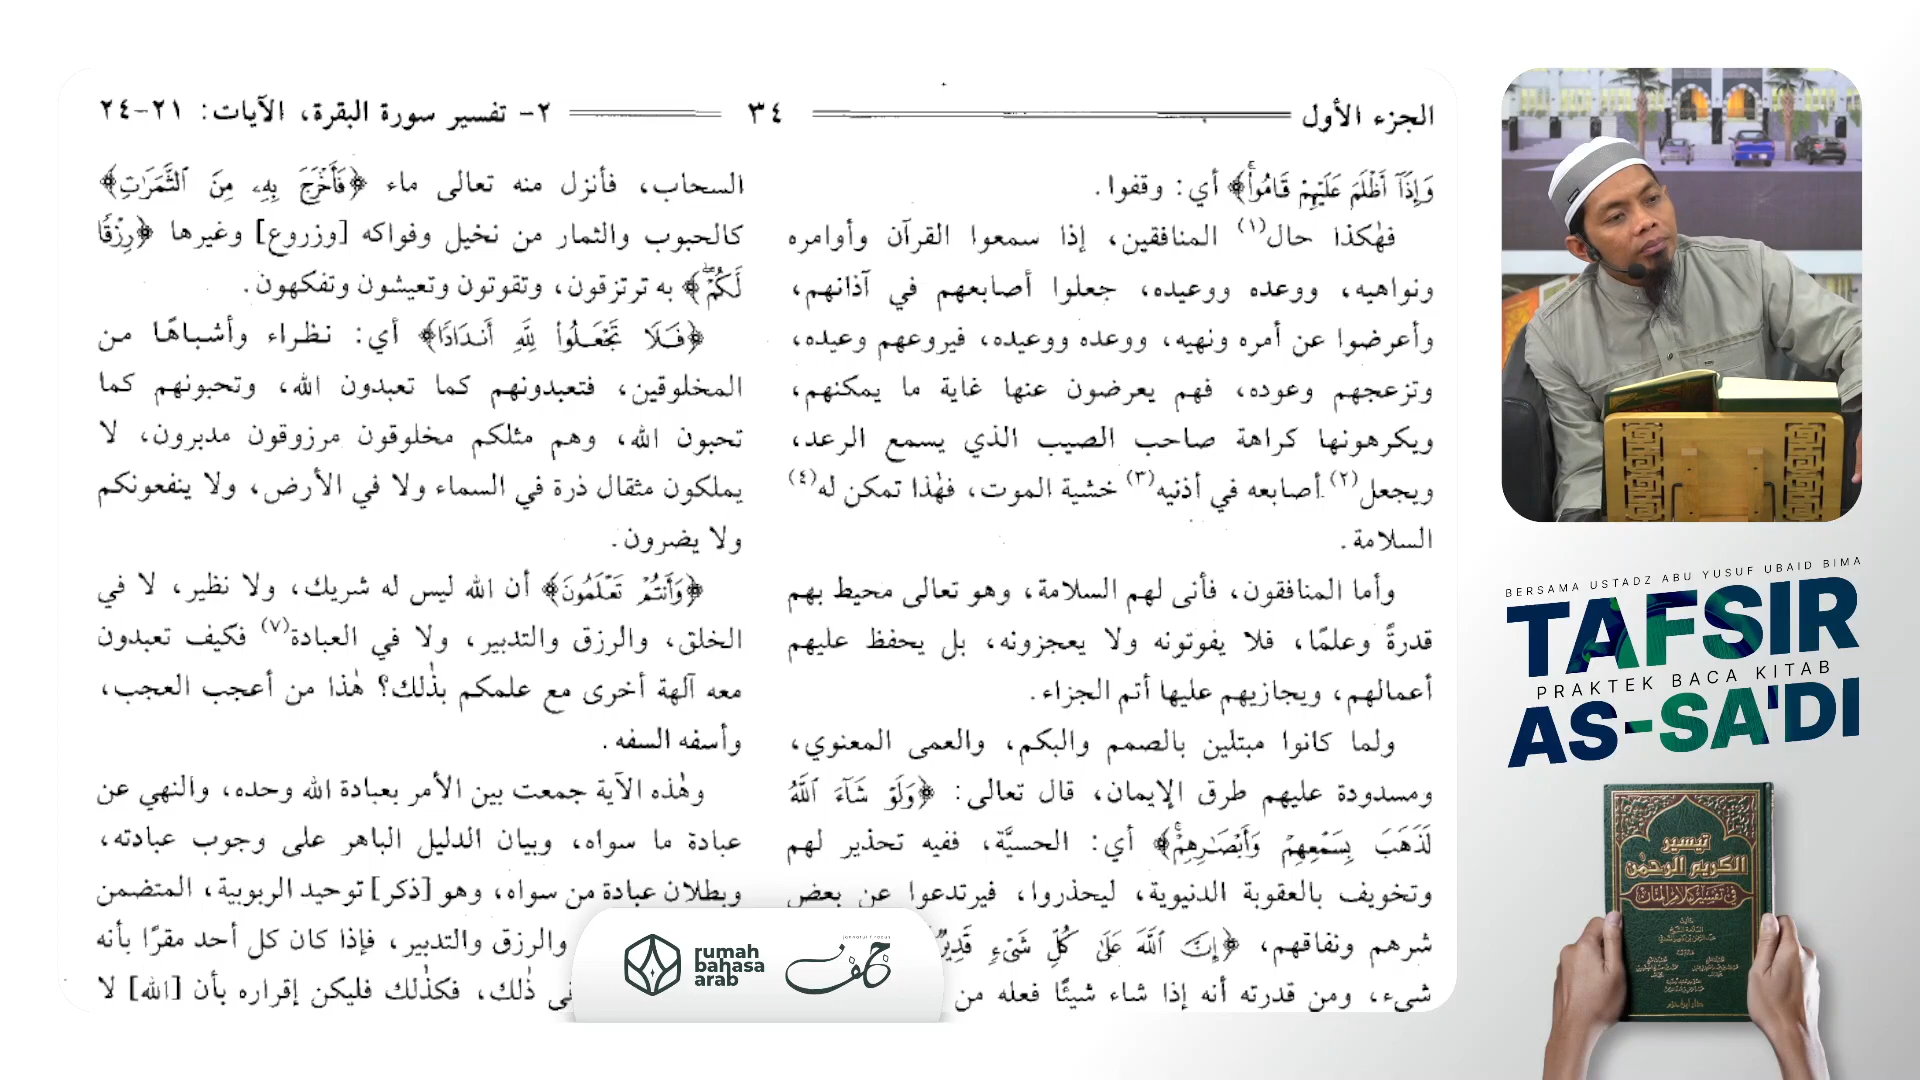 الجزء الأول
٣٤
٢- تفسير سورة البقرة، الآيات: ٢١-٢٤
وَإِذَآ أَظْلَمَ عَلَيْهِمْ قَامُوا۟ۚ﴾ أي: وقفوا.
فهٰكذا حال(١) المنافقين، إذا سمعوا القرآن وأوامره
ونواهيه، ووعده ووعيده، جعلوا أصابعهم في آذانهم،
وأعرضوا عن أمره ونهيه، ووعده ووعيده، فيروعهم وعيده،
وتزعجهم وعوده، فهم يعرضون عنها غاية ما يمكنهم،
ويكرهونها كراهة صاحب الصيب الذي يسمع الرعد،
ويجعل(٢) أصابعه في أذنيه(٣) خشية الموت، فهٰذا تمكن له(٤)
السلامة.
وأما المنافقون، فأنى لهم السلامة، وهو تعالى محيط بهم
قدرةً وعلمًا، فلا يفوتونه ولا يعجزونه، بل يحفظ عليهم
أعمالهم، ويجازيهم عليها أتم الجزاء.
ولما كانوا مبتلين بالصمم والبكم، والعمى المعنوي،
ومسدودة عليهم طرق الإيمان، قال تعالى: ﴿وَلَوْ شَآءَ ٱللَّهُ
لَذَهَبَ بِسَمْعِهِمْ وَأَبْصَٰرِهِمْۚ﴾ أي: الحسيَّة، ففيه تحذير لهم
وتخويف بالعقوبة الدنيوية، ليحذروا، فيرتدعوا عن بعض
شرهم ونفاقهم، ﴿إِنَّ ٱللَّهَ عَلَىٰ كُلِّ شَىْءٍ قَدِيرٌ
شيء، ومن قدرته أنه إذا شاء شيئًا فعله من
السحاب، فأنزل منه تعالى ماء ﴿فَأَخْرَجَ بِهِۦ مِنَ ٱلثَّمَرَٰتِ﴾
كالحبوب والثمار من نخيل وفواكه [وزروع] وغيرها ﴿رِزْقًا
لَّكُمْۖ﴾ به ترتزقون، وتقوتون وتعيشون وتفكهون.
﴿فَلَا تَجْعَلُوا۟ لِلَّهِ أَندَادًا﴾ أي: نظراء وأشباهًا من
المخلوقين، فتعبدونهم كما تعبدون الله، وتحبونهم كما
تحبون الله، وهم مثلكم مخلوقون مرزوقون مدبرون، لا
يملكون مثقال ذرة في السماء ولا في الأرض، ولا ينفعونكم
ولا يضرون.
﴿وَأَنتُمْ تَعْلَمُونَ﴾ أن الله ليس له شريك، ولا نظير، لا في
الخلق، والرزق والتدبير، ولا في العبادة(٧) فكيف تعبدون
معه آلهة أخرى مع علمكم بذٰلك؟ هٰذا من أعجب العجب،
وأسفه السفه.
وهٰذه الآية جمعت بين الأمر بعبادة الله وحده، والنهي عن
عبادة ما سواه، وبيان الدليل الباهر على وجوب عبادته،
وبطلان عبادة من سواه، وهو [ذكر] توحيد الربوبية، المتضمن
والرزق والتدبير، فإذا كان كل أحد مقرًا بأنه
ذٰلك، فكذٰلك فليكن إقراره بأن [الله] لا
rumah
bahasa
arab
BERSAMA USTADZ ABU YUSUF UBAID BIMA
TAFSIR
PRAKTEK BACA KITAB
AS-SA'DI
تيسير
الكريم الرحمن
في تفسير كلام المنان